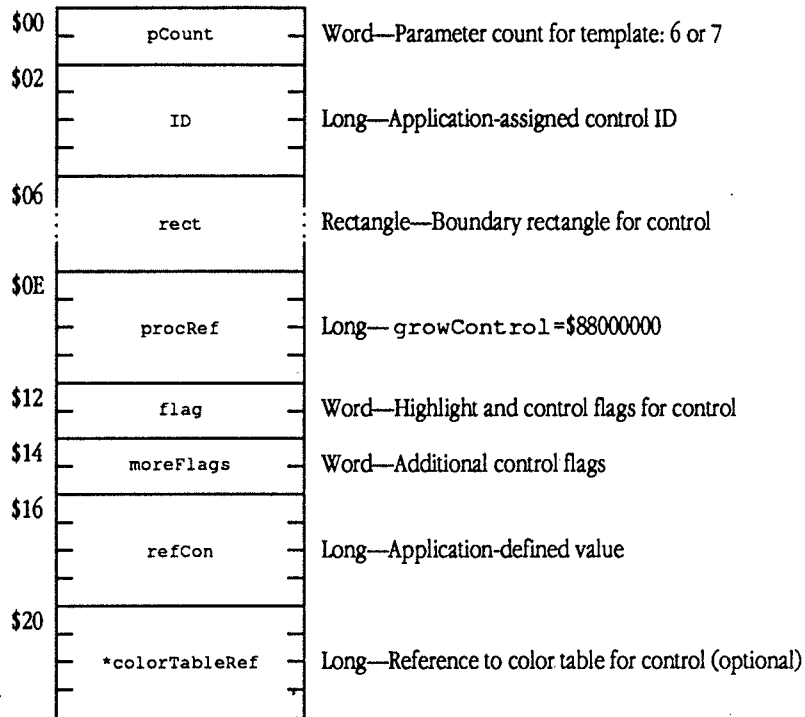 $00 pCount Word—Parameter count for template: 6 or 7
$02
ID Long—Application-assigned control ID
$06
rect Rectangle—Boundary rectangle for control
$0E
procRef Long—growControl=$88000000
$12 flag Word—Highlight and control flags for control
$14 moreFlags Word—Additional control flags
$16
refCon Long—Application-defined value
$20
*colorTableRef Long—Reference to color table for control (optional)